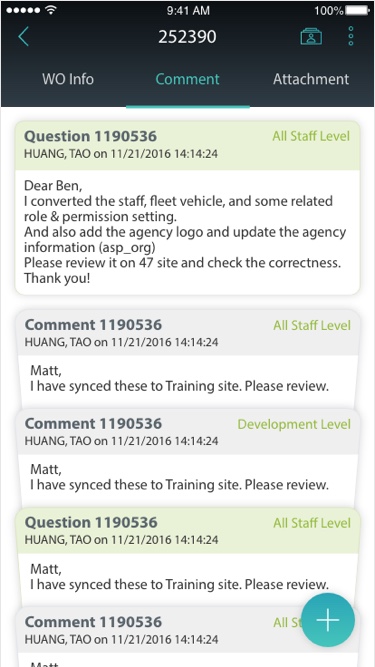 9:41 AM 100%
252390
WO Info Comment Attachment
Question 1190536 All Staff Level
HUANG, TAO on 11/21/2016 14:14:24
Dear Ben,
I converted the staff, fleet vehicle, and some related
role & permission setting.
And also add the agency logo and update the agency
information (asp_org)
Please review it on 47 site and check the correctness.
Thank you!
Comment 1190536 All Staff Level
HUANG, TAO on 11/21/2016 14:14:24
Matt,
I have synced these to Training site. Please review.
Comment 1190536 Development Level
HUANG, TAO on 11/21/2016 14:14:24
Matt,
I have synced these to Training site. Please review.
Question 1190536 All Staff Level
HUANG, TAO on 11/21/2016 14:14:24
Matt,
I have synced these to Training site. Please review.
Comment 1190536 All
HUANG, TAO on 11/21/2016 14:14:24
Matt,